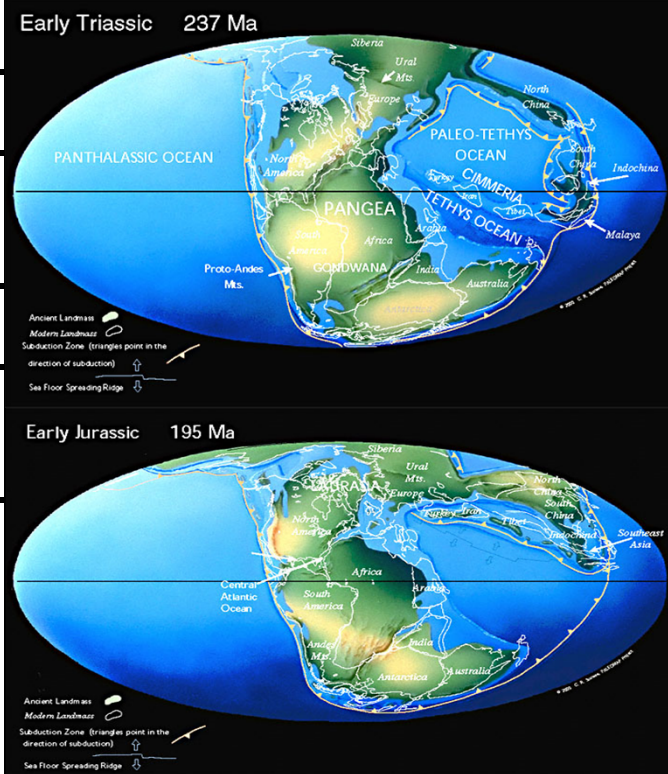 Early Triassic 237 Ma
Siberia
Ural
Mts.
Europe
North
China
PALEO-TETHYS
OCEAN
South
China
Indochina
PANTHALASSIC OCEAN
North
America
CIMMERIA
Turkey
Iran
Tibet
PANGEA
TETHYS OCEAN
Malaya
South
America
Africa
Arabia
Proto-Andes
Mts.
GONDWANA
India
Australia
Antarctica
Ancient Landmass
Modern Landmass
Subduction Zone (triangles point in the
direction of subduction)
Sea Floor Spreading Ridge
Early Jurassic 195 Ma
Siberia
Ural
Mts.
Europe
North
China
South
China
Turkey
Iran
Tibet
Indochina
Southeast
Asia
North
America
Central
Atlantic
Ocean
Africa
Arabia
South
America
Andes
Mts.
India
Antarctica
Australia
Ancient Landmass
Modern Landmass
Subduction Zone (triangles point in the
direction of subduction)
Sea Floor Spreading Ridge